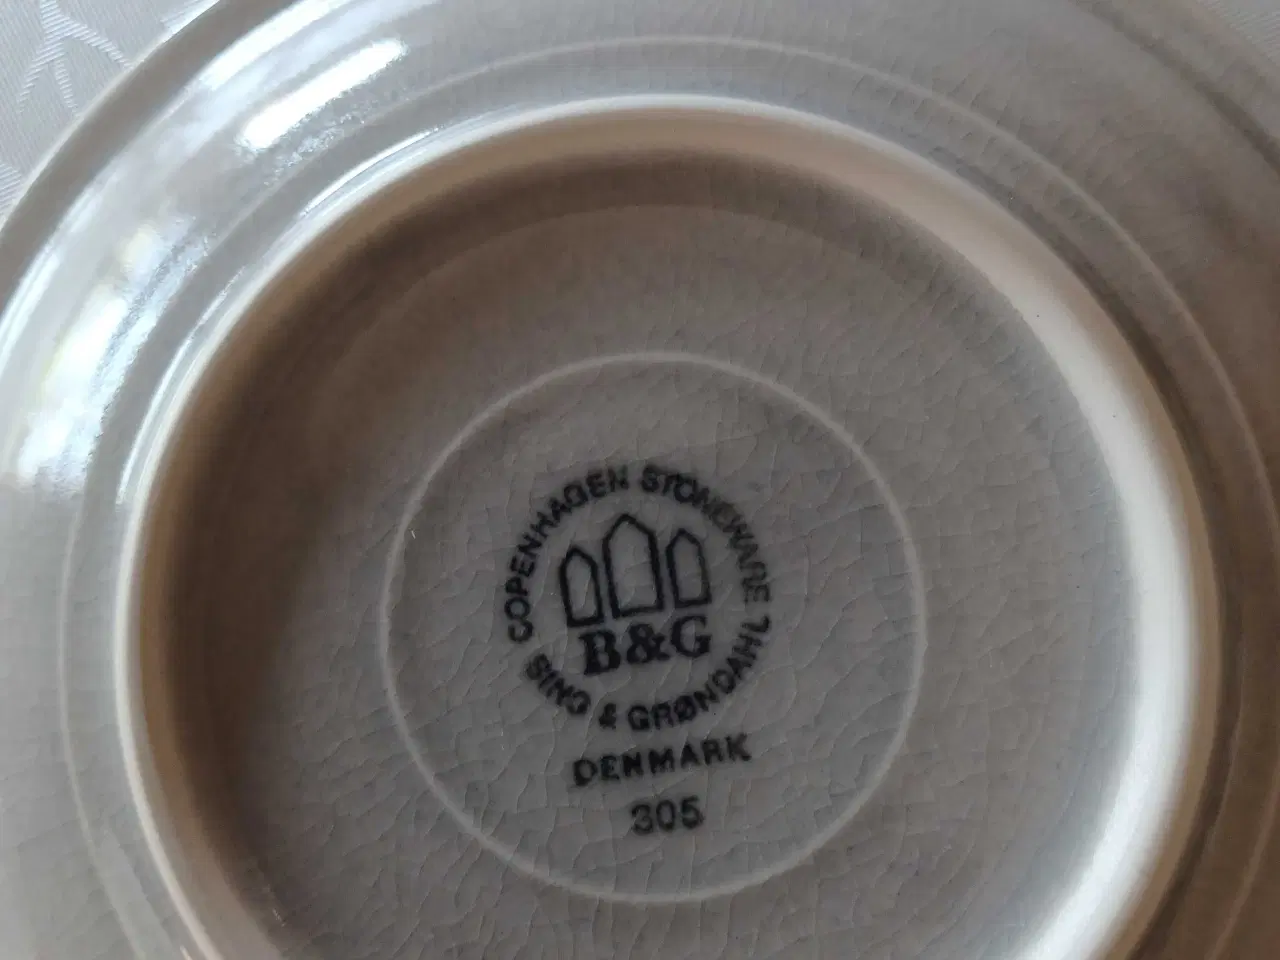 COPENHAGEN STONEWARE
B&G
BING & GRØNDAHL
DENMARK
305